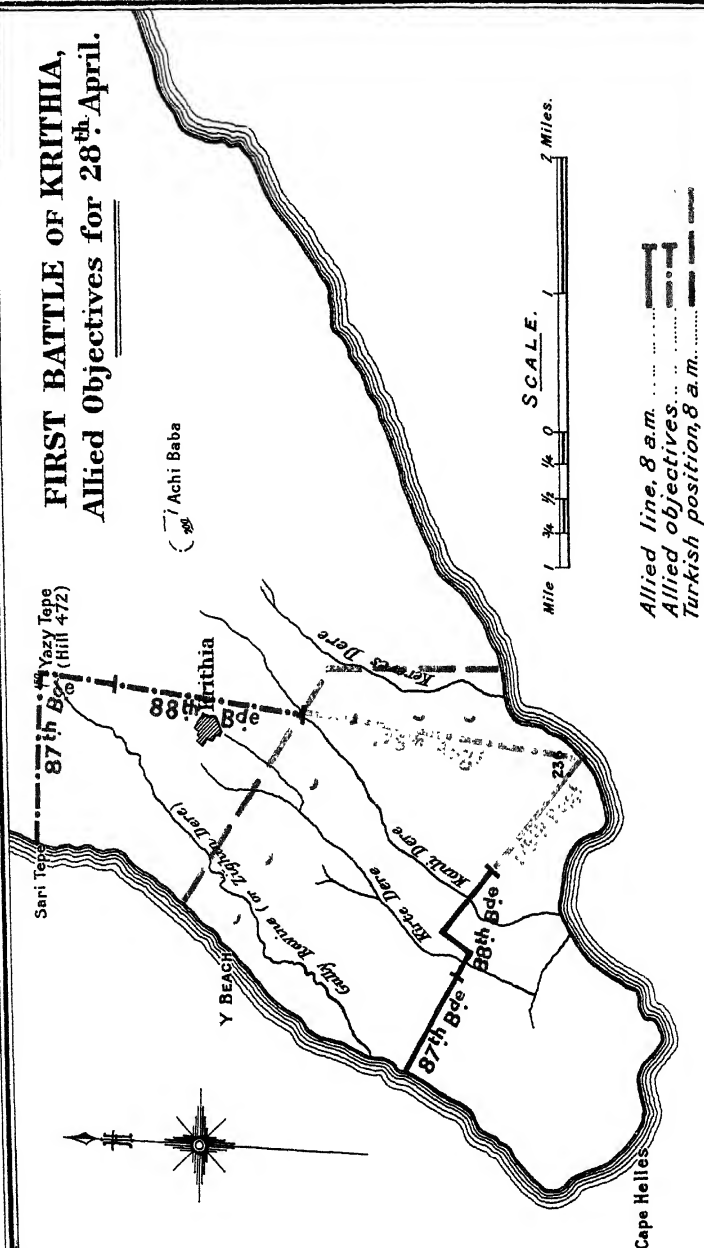 FIRST BATTLE OF KRITHIA,
Allied Objectives for 28th April.
Sari Tepe
87th Bde
Yazy Tepe
(Hill 472)
Achi Baba
88th Bde
Krithia
Y BEACH
Gully Ravine (or Zighin Dere)
Kirte Dere
Kanli Dere
Kereves Dere
236
87th Bde
88th Bde
Cape Helles
SCALE.
Mile 1 ¾ ½ ¼ 0 1 2 Miles.
Allied line, 8 a.m.
Allied objectives
Turkish position, 8 a.m.